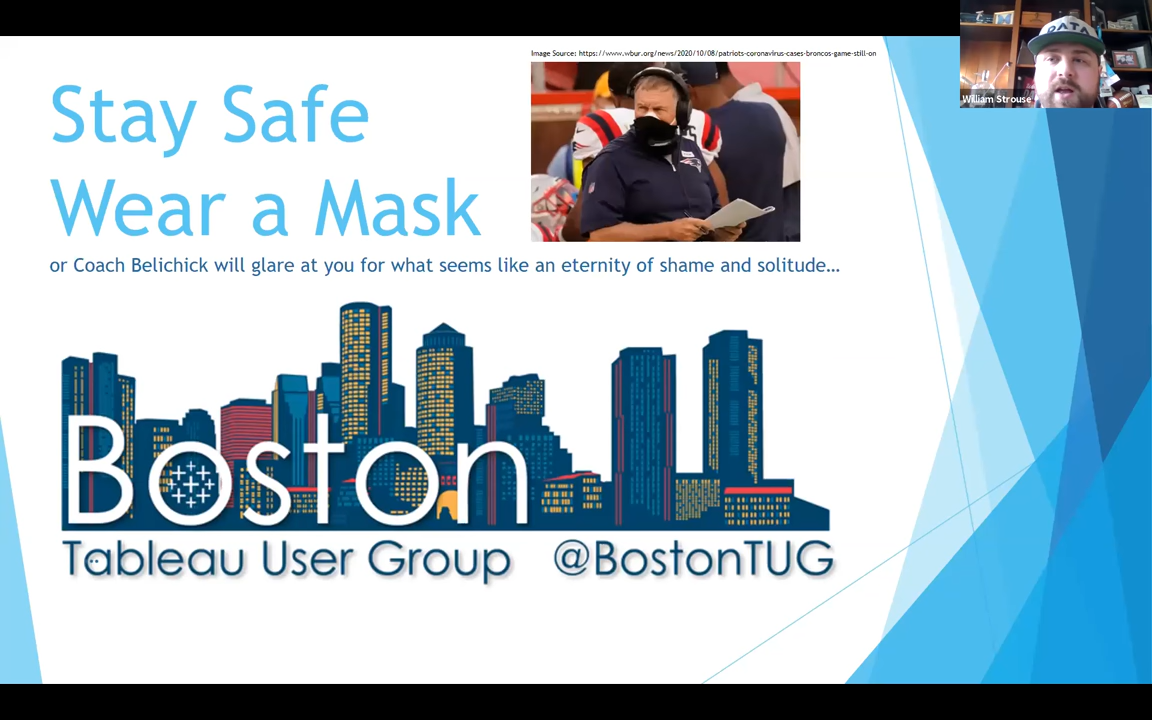 Image Source: https://www.wbur.org/news/2020/10/08/patriots-coronavirus-cases-broncos-game-still-on
Stay Safe
Wear a Mask
or Coach Belichick will glare at you for what seems like an eternity of shame and solitude...
Boston
Tableau User Group @BostonTUG
DATA
William Strouse